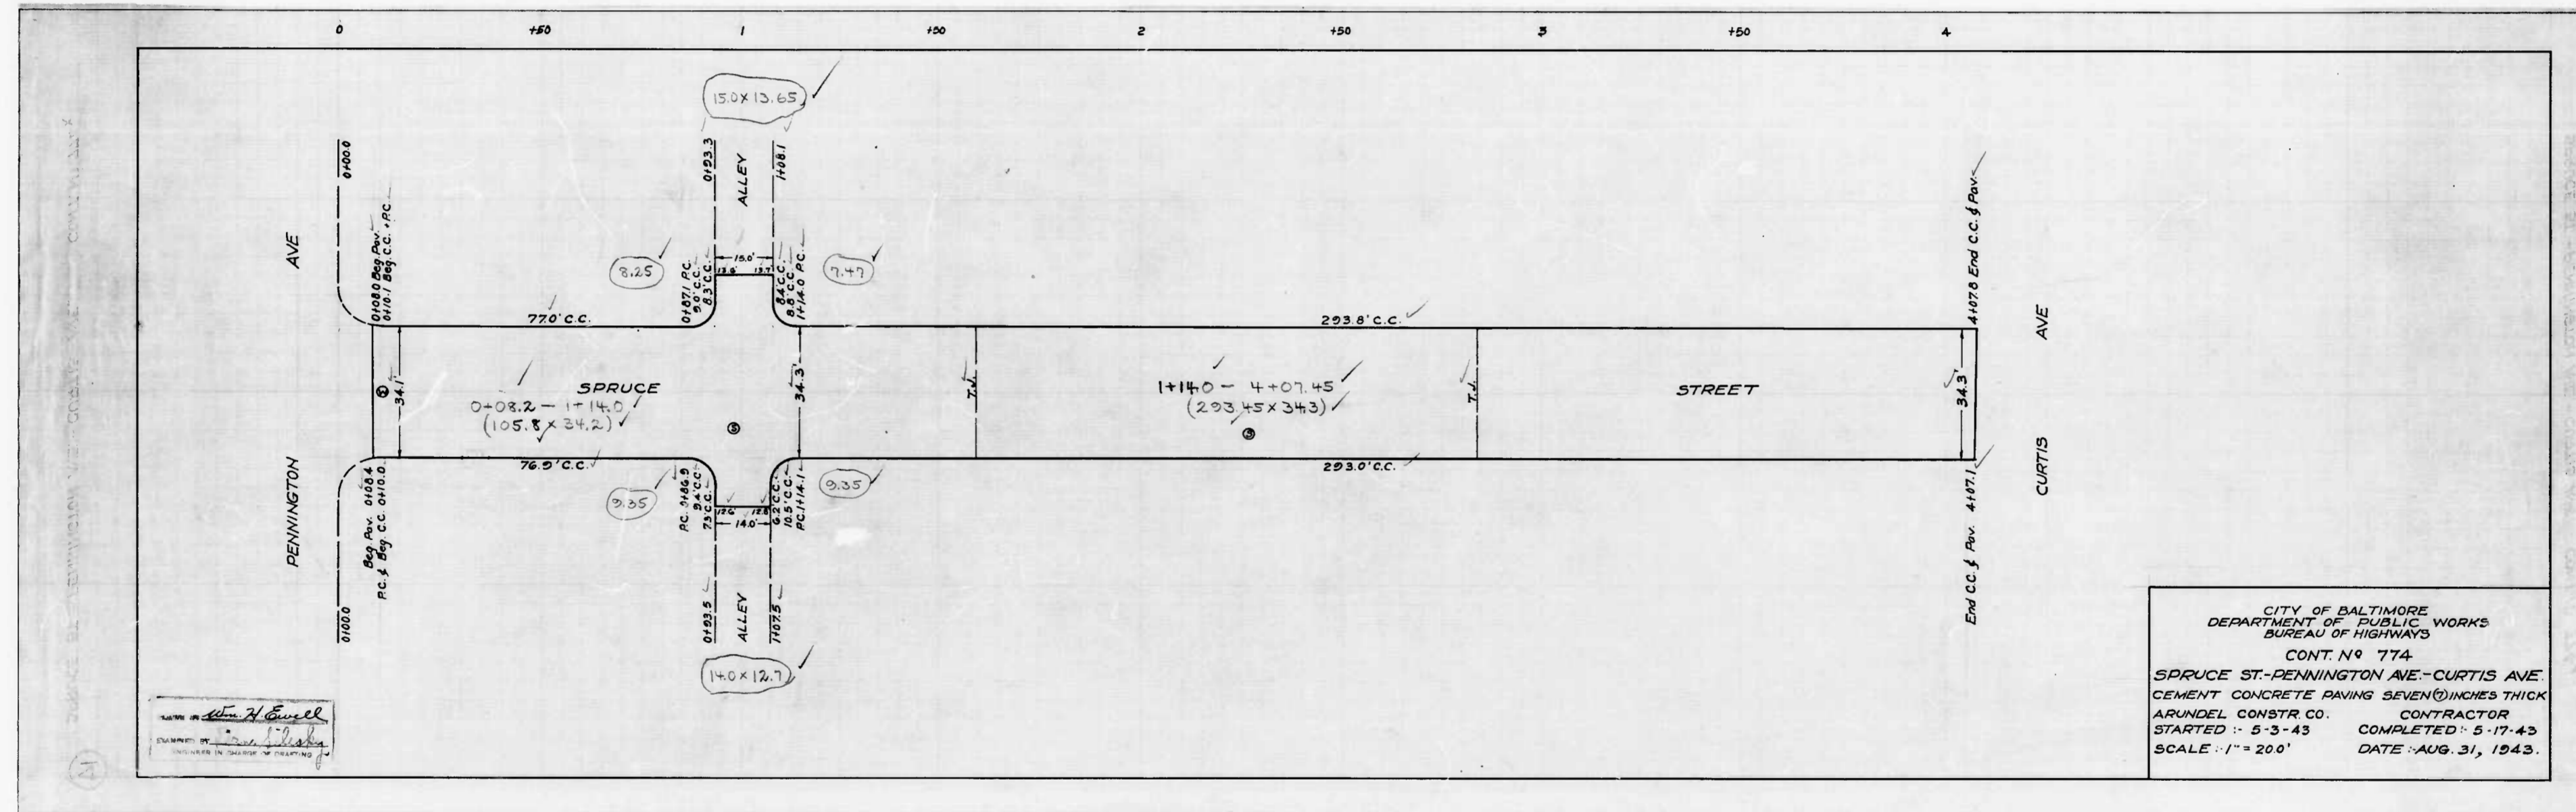 0 +50 1 +50 2 +50 3 +50 4
15.0 X 13.65
0+00.0
0+93.3
ALLEY
1+08.1
AVE
0+08.0 Beg. Pav.
0+10.1 Beg. C.C. + P.C.
8.25
0+87.1 P.C.
9.0' C.C.
8.3' C.C.
15.0'
13.6' 13.7'
8.4' C.C.
8.8' C.C.
1+14.0 P.C.
7.47
4+07.8 End C.C. & Pav.
AVE
77.0' C.C.
293.8' C.C.
34.1'
SPRUCE
0+08.2 — 1+14.0
(105.8 X 34.2)
34.3'
T.J.
1+14.0 — 4+07.45
(293.45 X 34.3)
T.J.
STREET
34.3'
76.9' C.C.
293.0' C.C.
PENNINGTON
Beg. Pav. 0+08.4
P.C. & Beg. C.C. 0+10.0
9.35
P.C. 0+86.9
9.4' C.C.
7.3' C.C.
12.6' 12.8'
14.0'
6.2' C.C.
10.5' C.C.
P.C. 1+14.1
9.35
CURTIS
End C.C. & Pav. 4+07.1
0+00.0
0+93.5
ALLEY
1+07.5
14.0 X 12.7
Wm. H. Ewell
EXAMINED BY
ENGINEER IN CHARGE OF DRAFTING
CITY OF BALTIMORE
DEPARTMENT OF PUBLIC WORKS
BUREAU OF HIGHWAYS
CONT. Nº 774
SPRUCE ST.-PENNINGTON AVE.-CURTIS AVE.
CEMENT CONCRETE PAVING SEVEN (7) INCHES THICK
ARUNDEL CONSTR. CO. CONTRACTOR
STARTED :- 5-3-43 COMPLETED :- 5-17-43
SCALE :- 1" = 20.0' DATE :- AUG. 31, 1943.